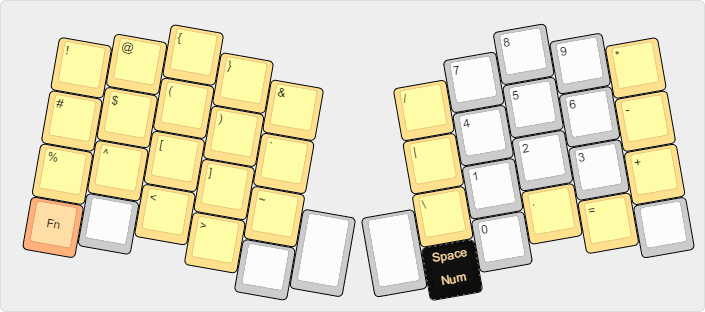 ! @ { } & / 7 8 9 *
# $ ( ) ` | 4 5 6 -
% ^ [ ] ~ \ 1 2 3 +
Fn < > Space 0 . =
Num